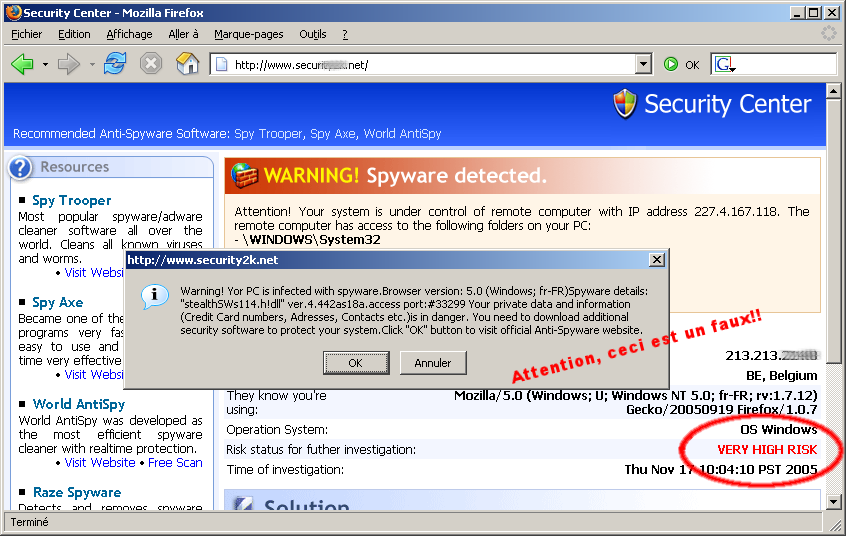 Security Center - Mozilla Firefox
Fichier Edition Affichage Aller à Marque-pages Outils ?
http://www.security2k.net/ OK G
Security Center
Recommended Anti-Spyware Software: Spy Trooper, Spy Axe, World AntiSpy
Resources
Spy Trooper
Most popular spyware/adware
cleaner software all over the
world. Cleans all known viruses
and worms.
• Visit Websi
Spy Axe
Became one of the
programs very fas
easy to use and
time very effective
• Visit Websi
World AntiSpy
World AntiSpy was developed as
the most efficient spyware
cleaner with realtime protection.
• Visit Website • Free Scan
Raze Spyware
Detects and removes spyware
WARNING! Spyware detected.
Attention! Your system is under control of remote computer with IP address 227.4.167.118. The
remote computer has access to the following folders on your PC:
- \WINDOWS\System32
http://www.security2k.net
Warning! Yor PC is infected with spyware.Browser version: 5.0 (Windows; fr-FR)Spyware details:
"stealthSWs114.h!dll" ver.4.442as18a.access port:#33299 Your private data and information
(Credit Card numbers, Adresses, Contacts etc.)is in danger. You need to download additional
security software to protect your system.Click "OK" button to visit official Anti-Spyware website.
OK Annuler
Attention, ceci est un faux!!
213.213.
BE, Belgium
They know you're using: Mozilla/5.0 (Windows; U; Windows NT 5.0; fr-FR; rv:1.7.12)
Gecko/20050919 Firefox/1.0.7
Operation System: OS Windows
Risk status for futher investigation: VERY HIGH RISK
Time of investigation: Thu Nov 17 10:04:10 PST 2005
Solution
Terminé